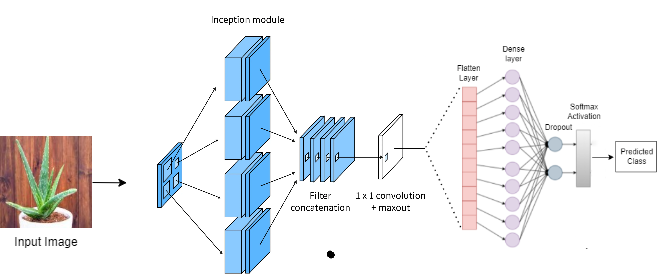 Inception module
Input Image
Filter
concatenation
1 x 1 convolution
+ maxout
Flatten
Layer
Dense
layer
Dropout
Softmax
Activation
Predicted
Class